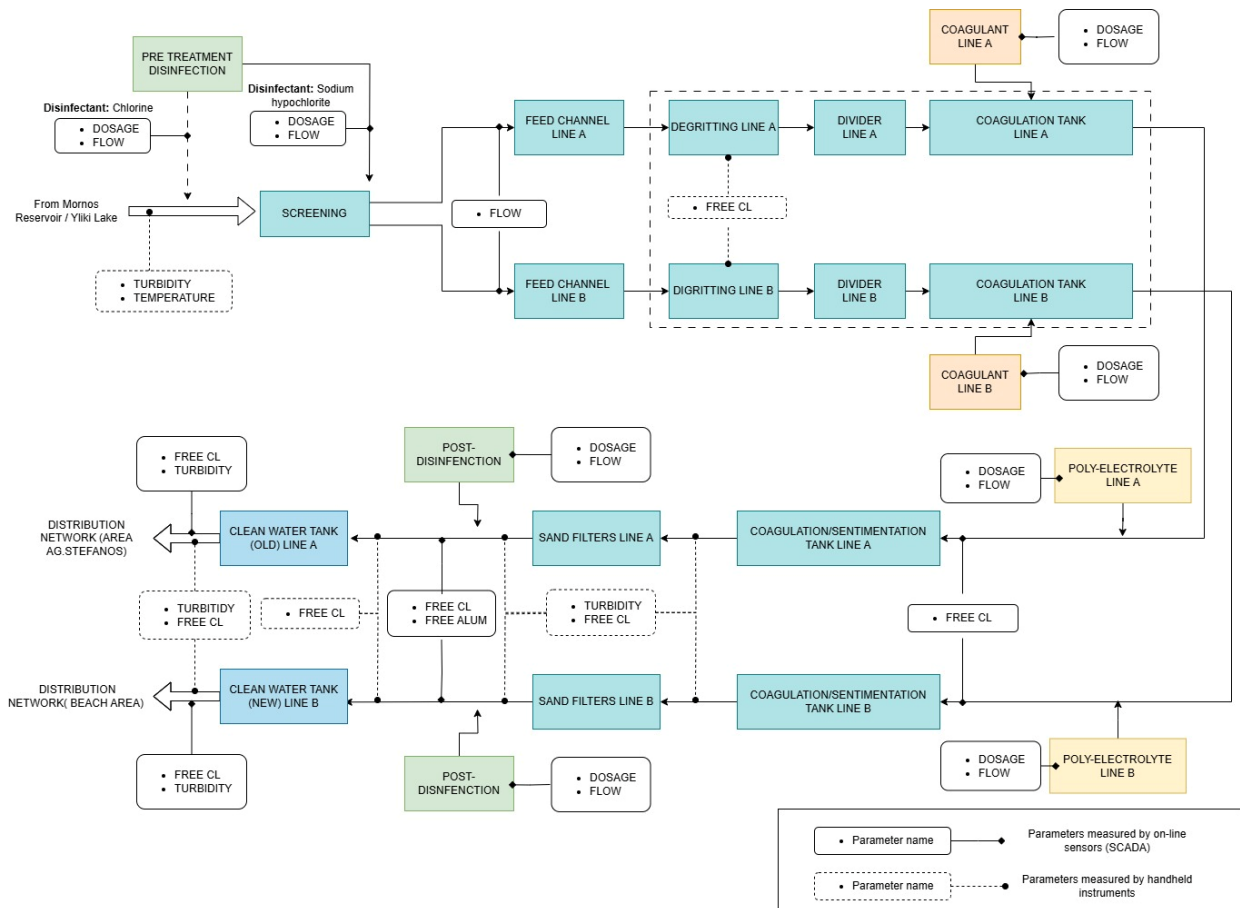 PRE TREATMENT
DISINFECTION
Disinfectant: Chlorine
• DOSAGE
• FLOW
Disinfectant: Sodium
hypochlorite
• DOSAGE
• FLOW
From Mornos
Reservoir / Yliki Lake
• TURBIDITY
• TEMPERATURE
SCREENING
• FLOW
FEED CHANNEL
LINE A
DEGRITTING LINE A
DIVIDER
LINE A
COAGULATION TANK
LINE A
COAGULANT
LINE A
• DOSAGE
• FLOW
• FREE CL
FEED CHANNEL
LINE B
DIGRITTING LINE B
DIVIDER
LINE B
COAGULATION TANK
LINE B
COAGULANT
LINE B
• DOSAGE
• FLOW
• FREE CL
• TURBIDITY
POST-
DISINFENCTION
• DOSAGE
• FLOW
• DOSAGE
• FLOW
POLY-ELECTROLYTE
LINE A
DISTRIBUTION
NETWORK (AREA
AG.STEFANOS)
CLEAN WATER TANK
(OLD) LINE A
SAND FILTERS LINE A
COAGULATION/SENTIMENTATION
TANK LINE A
• TURBITIDY
• FREE CL
• FREE CL
• FREE CL
• FREE ALUM
• TURBIDITY
• FREE CL
• FREE CL
DISTRIBUTION
NETWORK( BEACH AREA)
CLEAN WATER TANK
(NEW) LINE B
SAND FILTERS LINE B
COAGULATION/SENTIMENTATION
TANK LINE B
• FREE CL
• TURBIDITY
POST-
DISNFENCTION
• DOSAGE
• FLOW
• DOSAGE
• FLOW
POLY-ELECTROLYTE
LINE B
• Parameter name
Parameters measured by on-line
sensors (SCADA)
• Parameter name
Parameters measured by handheld
instruments